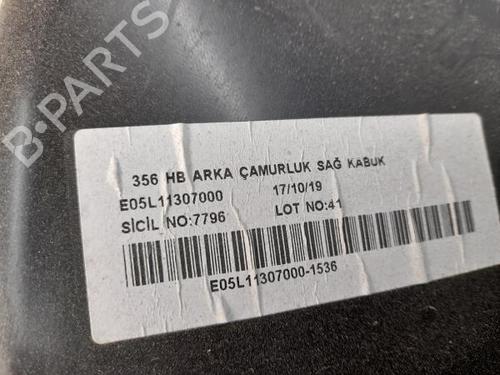 356 HB ARKA ÇAMURLUK SAĞ KABUK
E05L11307000 17/10/19
SİCİL NO:7796 LOT NO:41
E05L11307000-1536
B-PARTS